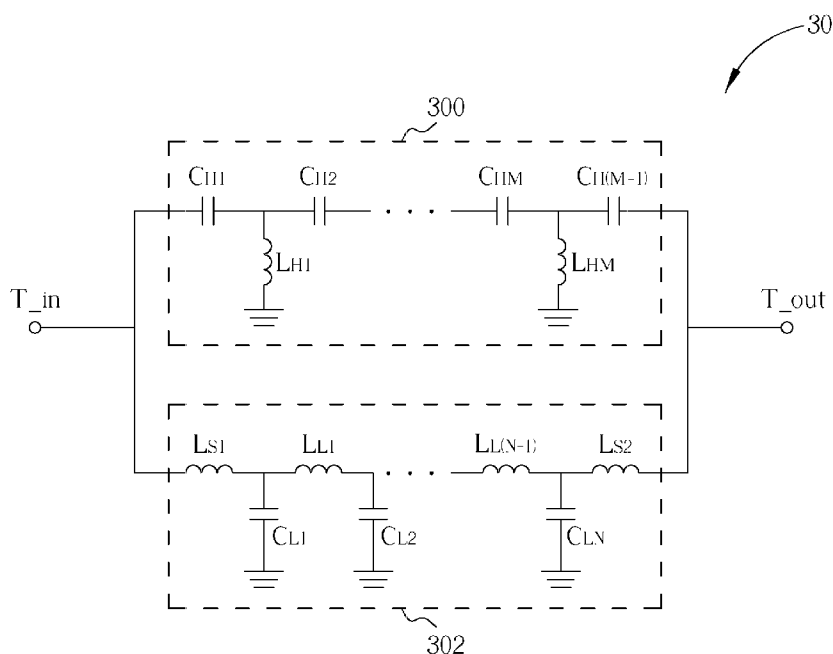 30
300
CH1 CH2 . . . CHM CH(M-1)
LH1 LHM
T_in T_out
LS1 LL1 . . . LL(N-1) LS2
CL1 CL2 CLN
302